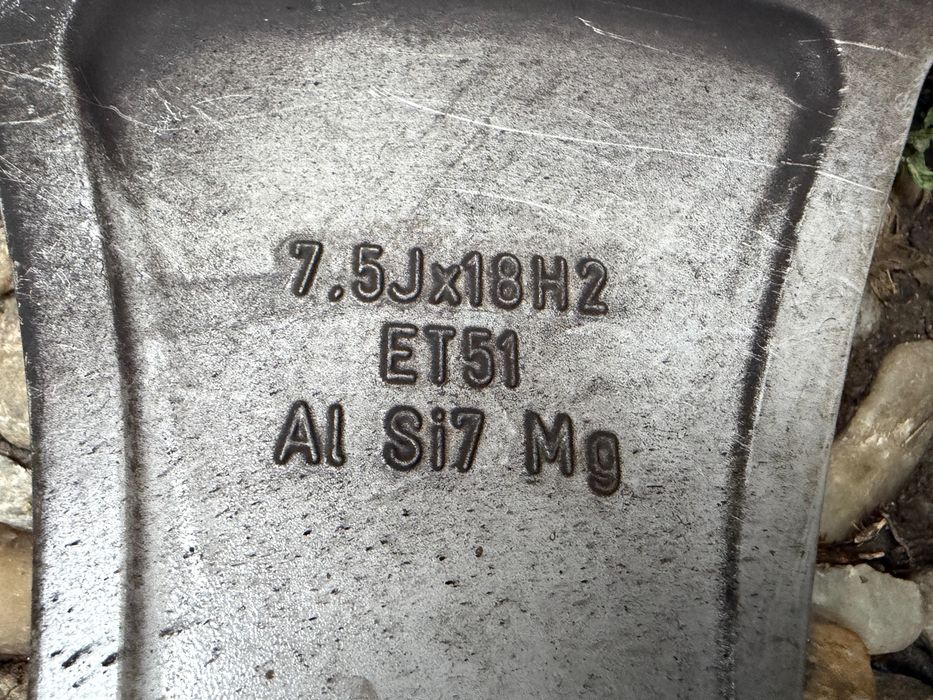 7.5Jx18H2
ET51
Al Si7 Mg